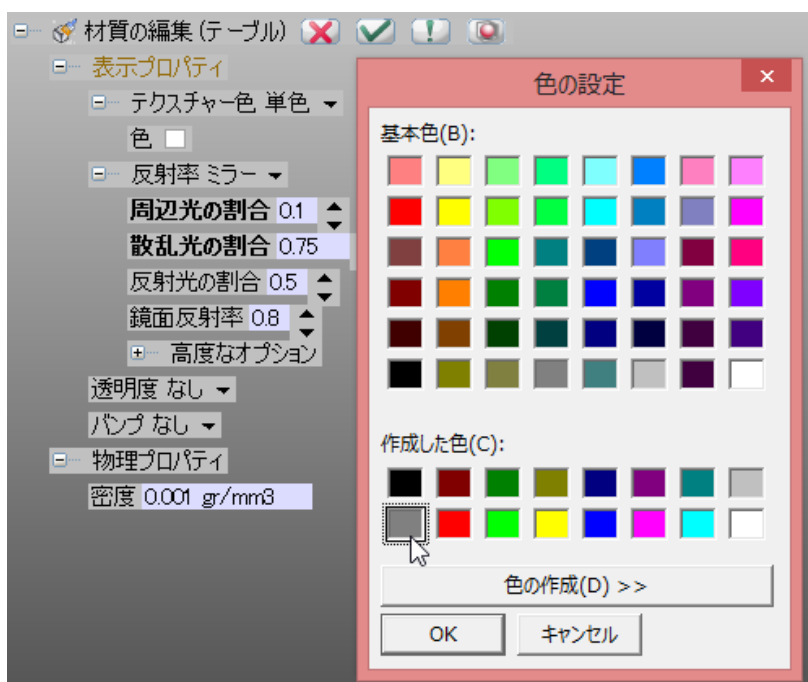 材質の編集 (テーブル)
表示プロパティ
テクスチャー色 単色
色
反射率 ミラー
周辺光の割合 0.1
散乱光の割合 0.75
反射光の割合 0.5
鏡面反射率 0.8
高度なオプション
透明度 なし
バンプ なし
物理プロパティ
密度 0.001 gr/mm3
色の設定
基本色(B):
作成した色(C):
色の作成(D) >>
OK キャンセル